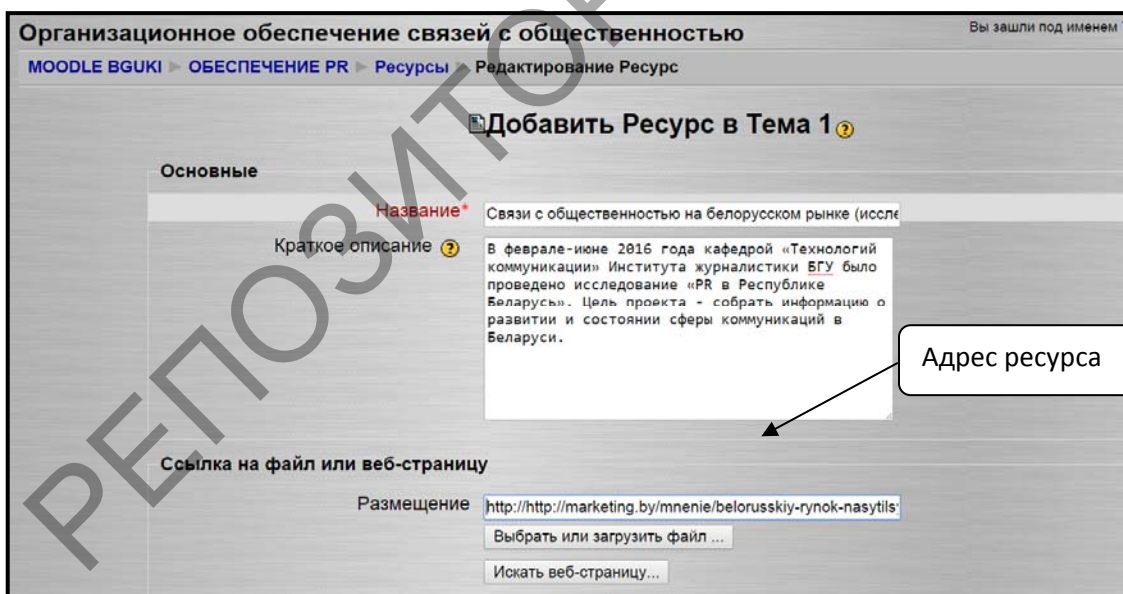 Организационное обеспечение связей с общественностью
Вы зашли под именем
MOODLE BGUKI ► ОБЕСПЕЧЕНИЕ PR ► Ресурсы ► Редактирование Ресурс
Добавить Ресурс в Тема 1
Основные
Название*
Связи с общественностью на белорусском рынке (иссле
Краткое описание
В феврале-июне 2016 года кафедрой «Технологий
коммуникации» Института журналистики БГУ было
проведено исследование «PR в Республике
Беларусь». Цель проекта - собрать информацию о
развитии и состоянии сферы коммуникаций в
Беларуси.
Адрес ресурса
Ссылка на файл или веб-страницу
Размещение
http://http://marketing.by/mnenie/belorusskiy-rynok-nasytils
Выбрать или загрузить файл ...
Искать веб-страницу...
РЕПОЗИТОР